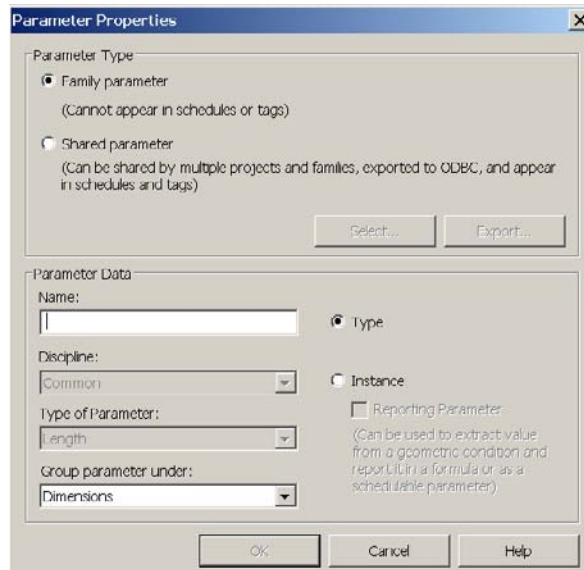 Parameter Properties
Parameter Type
Family parameter
(Cannot appear in schedules or tags)
Shared parameter
(Can be shared by multiple projects and families, exported to ODBC, and appear
in schedules and tags)
Select...
Export...
Parameter Data
Name:
Type
Discipline:
Common
Instance
Reporting Parameter
Type of Parameter:
Length
(Can be used to extract value
from a geometric condition and
report it in a formula or as a
schedulable parameter)
Group parameter under:
Dimensions
OK
Cancel
Help